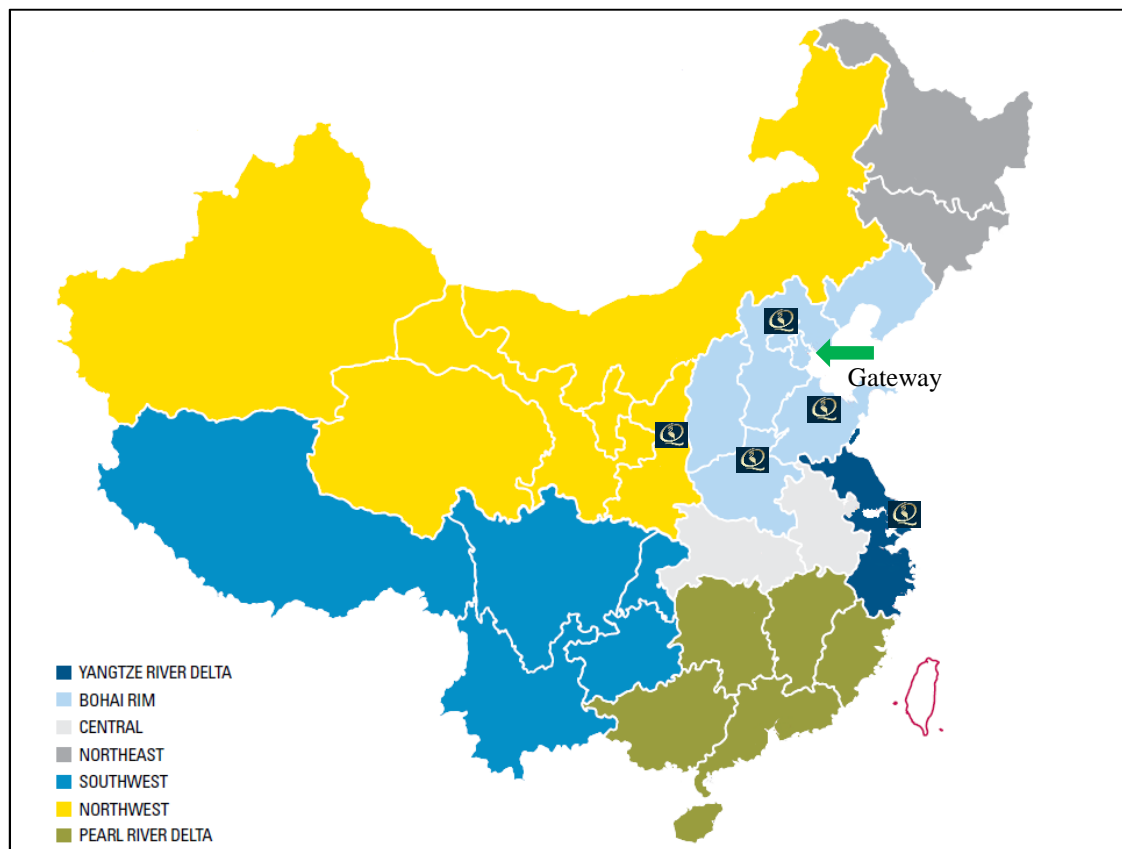 Q
Q
Gateway
Q
Q
Q
YANGTZE RIVER DELTA
BOHAI RIM
CENTRAL
NORTHEAST
SOUTHWEST
NORTHWEST
PEARL RIVER DELTA